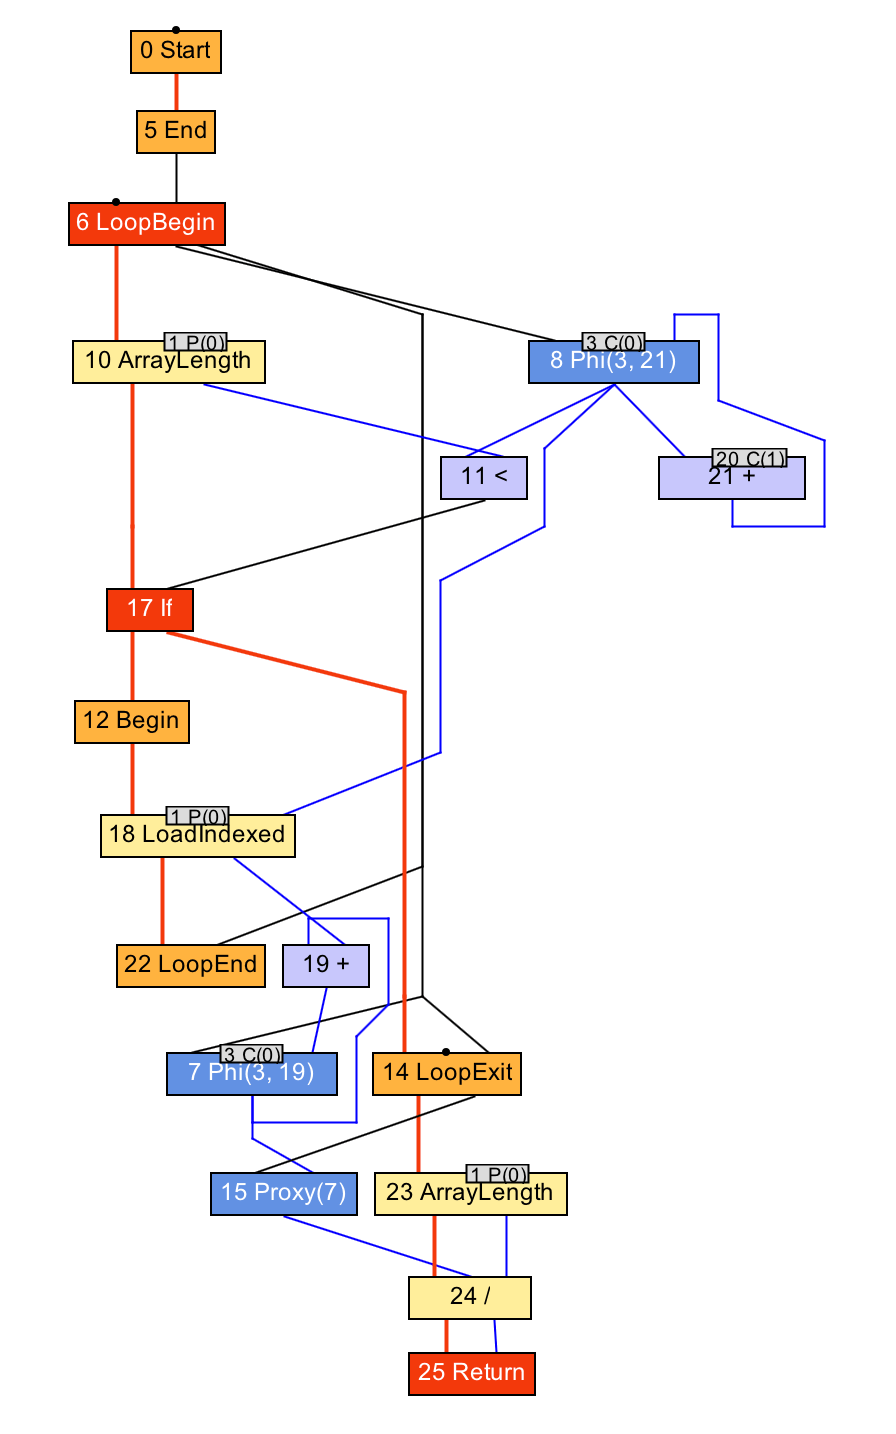 0 Start
5 End
6 LoopBegin
1 P(0)
10 ArrayLength
3 C(0)
8 Phi(3, 21)
11 <
20 C(1)
21 +
17 If
12 Begin
1 P(0)
18 LoadIndexed
22 LoopEnd
19 +
3 C(0)
7 Phi(3, 19)
14 LoopExit
15 Proxy(7)
1 P(0)
23 ArrayLength
24 /
25 Return